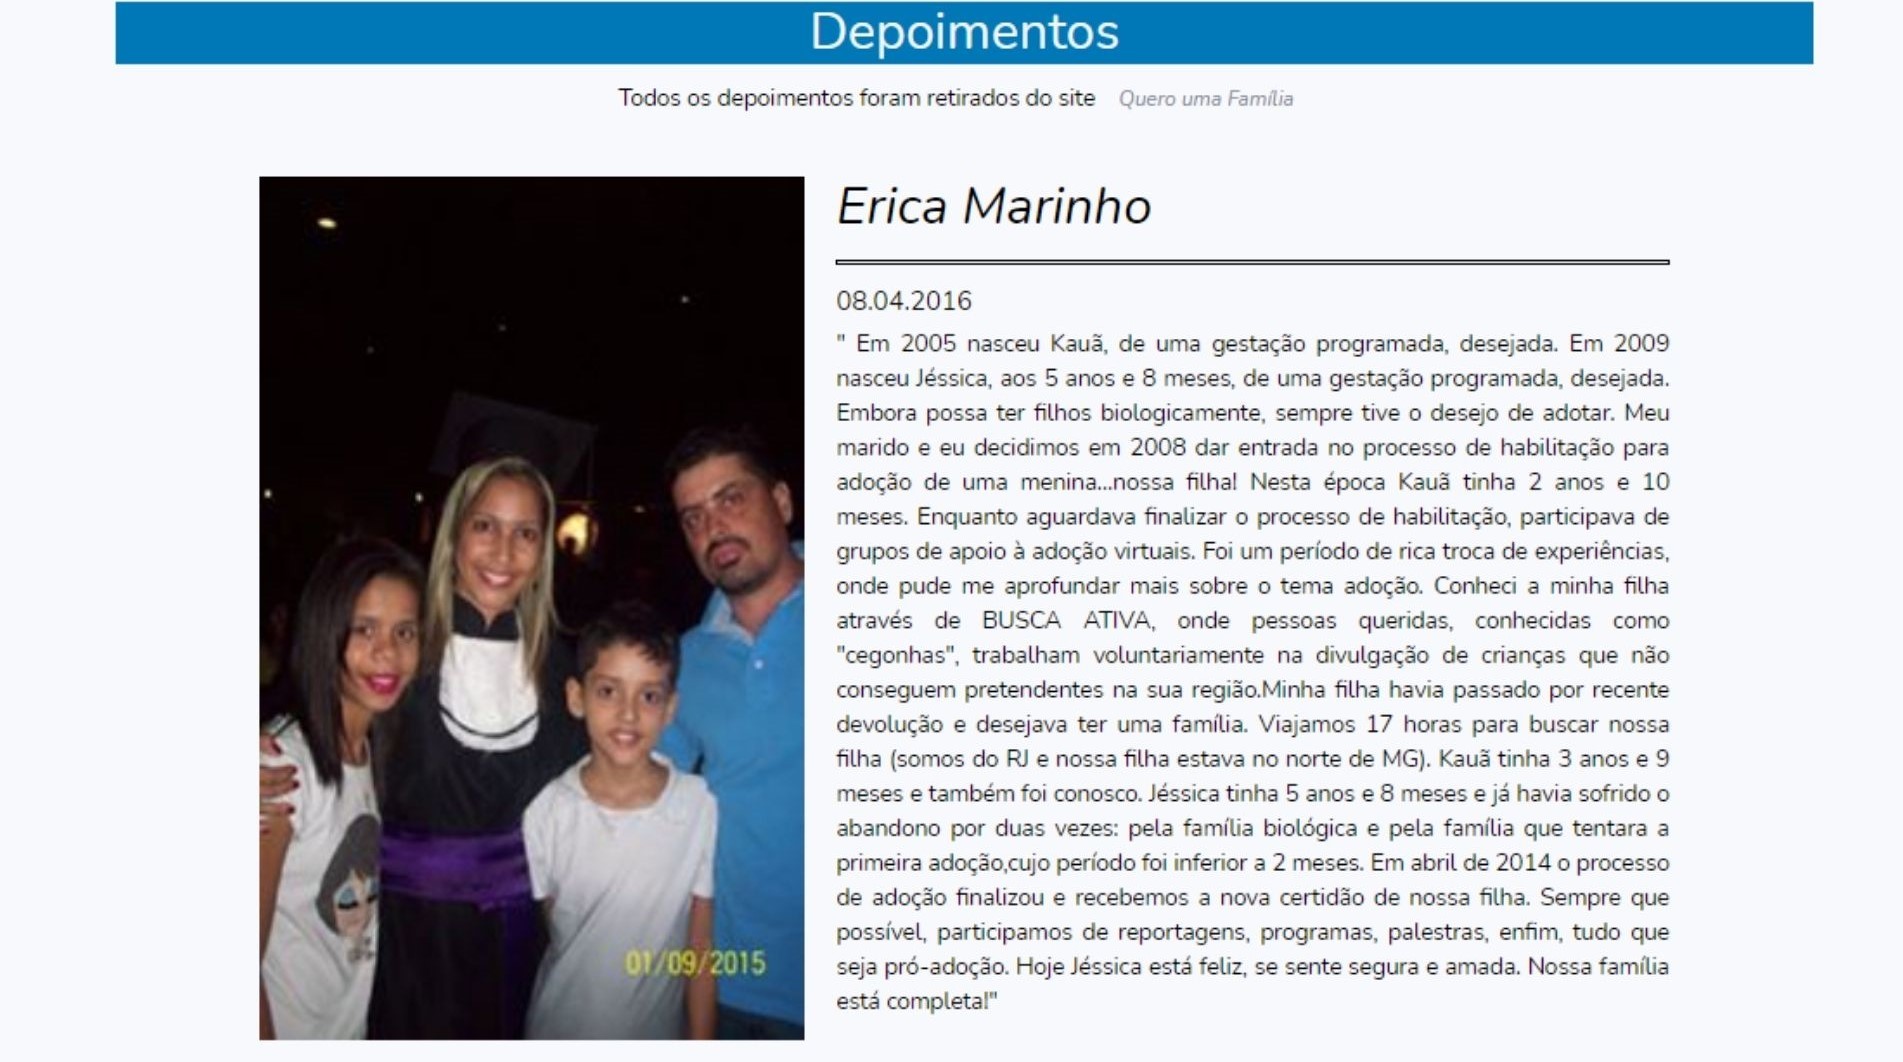 Depoimentos
Todos os depoimentos foram retirados do site Quero uma Família
Erica Marinho
08.04.2016
" Em 2005 nasceu Kauã, de uma gestação programada, desejada. Em 2009
nasceu Jéssica, aos 5 anos e 8 meses, de uma gestação programada, desejada.
Embora possa ter filhos biologicamente, sempre tive o desejo de adotar. Meu
marido e eu decidimos em 2008 dar entrada no processo de habilitação para
adoção de uma menina...nossa filha! Nesta época Kauã tinha 2 anos e 10
meses. Enquanto aguardava finalizar o processo de habilitação, participava de
grupos de apoio à adoção virtuais. Foi um período de rica troca de experiências,
onde pude me aprofundar mais sobre o tema adoção. Conheci a minha filha
através de BUSCA ATIVA, onde pessoas queridas, conhecidas como
"cegonhas", trabalham voluntariamente na divulgação de crianças que não
conseguem pretendentes na sua região.Minha filha havia passado por recente
devolução e desejava ter uma família. Viajamos 17 horas para buscar nossa
filha (somos do RJ e nossa filha estava no norte de MG). Kauã tinha 3 anos e 9
meses e também foi conosco. Jéssica tinha 5 anos e 8 meses e já havia sofrido o
abandono por duas vezes: pela família biológica e pela família que tentara a
primeira adoção,cujo período foi inferior a 2 meses. Em abril de 2014 o processo
de adoção finalizou e recebemos a nova certidão de nossa filha. Sempre que
possível, participamos de reportagens, programas, palestras, enfim, tudo que
seja pró-adoção. Hoje Jéssica está feliz, se sente segura e amada. Nossa família
está completa!"
01/09/2015